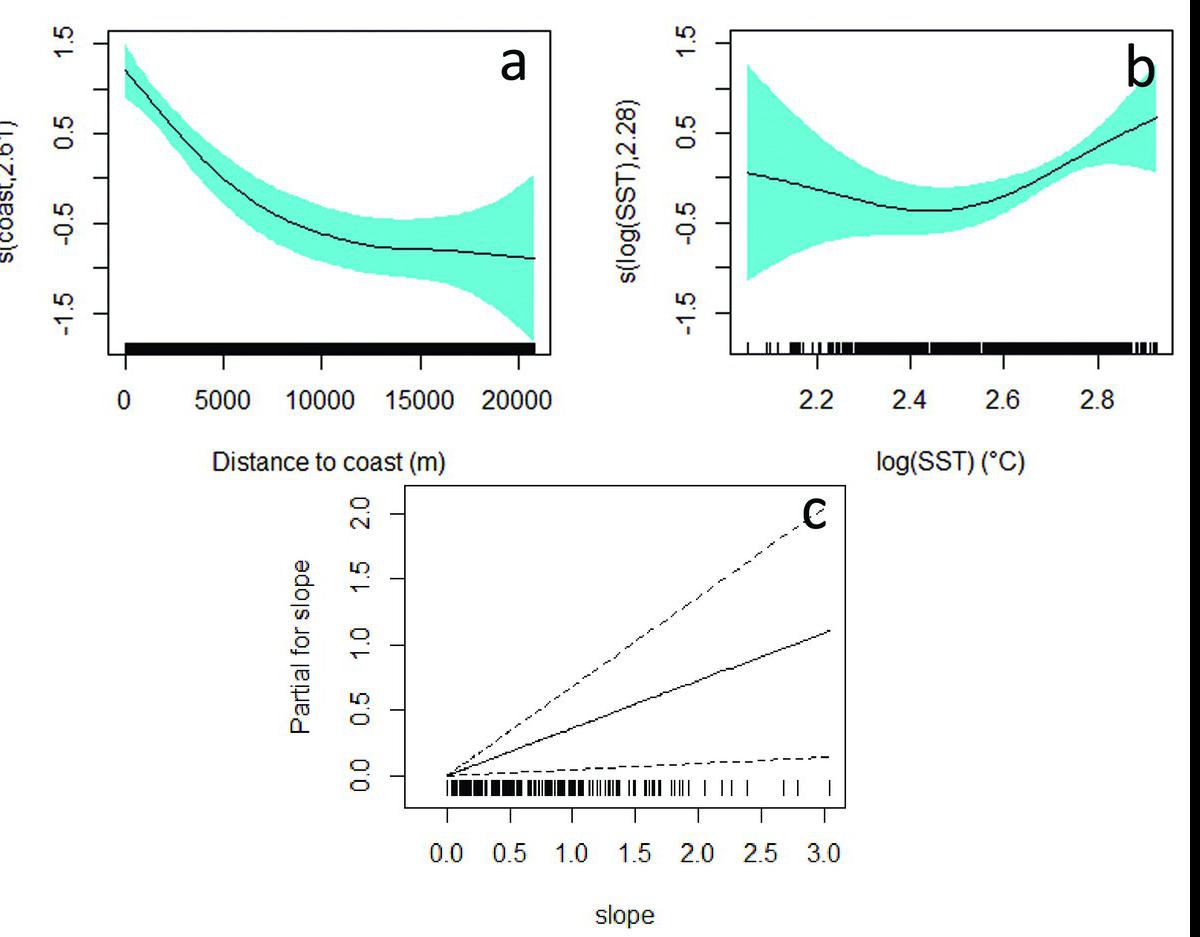 a
1.5
0.5
-0.5
-1.5
s(coast,2.61)
0 5000 10000 15000 20000
Distance to coast (m)
b
1.5
0.5
-0.5
-1.5
s(log(SST),2.28)
2.2 2.4 2.6 2.8
log(SST) (°C)
c
2.0
1.5
1.0
0.5
0.0
Partial for slope
0.0 0.5 1.0 1.5 2.0 2.5 3.0
slope